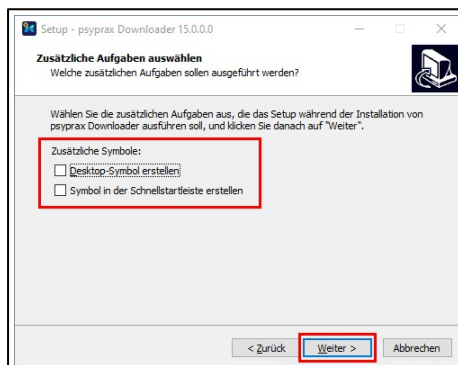 Setup - psyprax Downloader 15.0.0.0
Zusätzliche Aufgaben auswählen
Welche zusätzlichen Aufgaben sollen ausgeführt werden?
Wählen Sie die zusätzlichen Aufgaben aus, die das Setup während der Installation von
psyprax Downloader ausführen soll, und klicken Sie danach auf "Weiter".
Zusätzliche Symbole:
Desktop-Symbol erstellen
Symbol in der Schnellstartleiste erstellen
< Zurück Weiter > Abbrechen